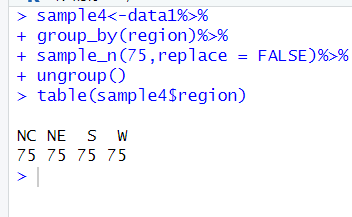 > sample4<-data1%>%
+ group_by(region)%>%
+ sample_n(75,replace = FALSE)%>%
+ ungroup()
> table(sample4$region)

NC NE  S  W
75 75 75 75
>